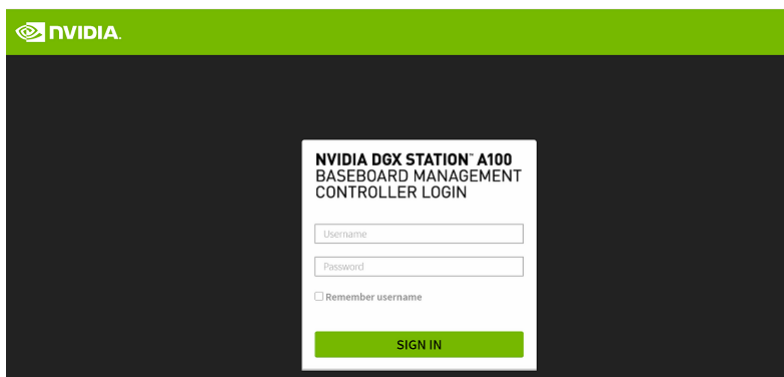 NVIDIA.
NVIDIA DGX STATION™ A100
BASEBOARD MANAGEMENT
CONTROLLER LOGIN
Username
Password
Remember username
SIGN IN